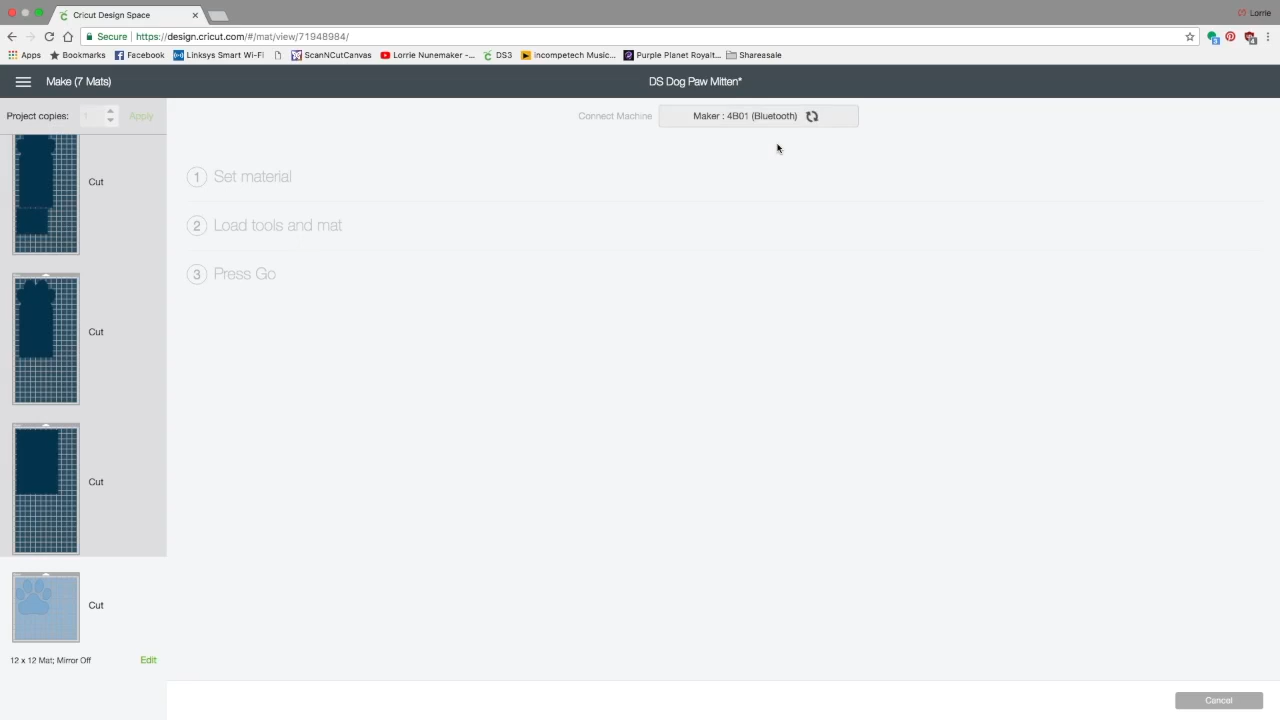 Cricut Design Space
Lorrie
Secure
https://design.cricut.com/#/mat/view/71948984/
Apps
Bookmarks
Facebook
Linksys Smart Wi-Fi
ScanNCutCanvas
Lorrie Nunemaker -...
DS3
incompetech Music...
Purple Planet Royalt...
Shareasale
Make (7 Mats)
DS Dog Paw Mitten*
Project copies:
1
Apply
Connect Machine
Maker : 4B01 (Bluetooth)
1 Set material
Cut
2 Load tools and mat
3 Press Go
Cut
Cut
Cut
12 x 12 Mat; Mirror Off
Edit
Cancel